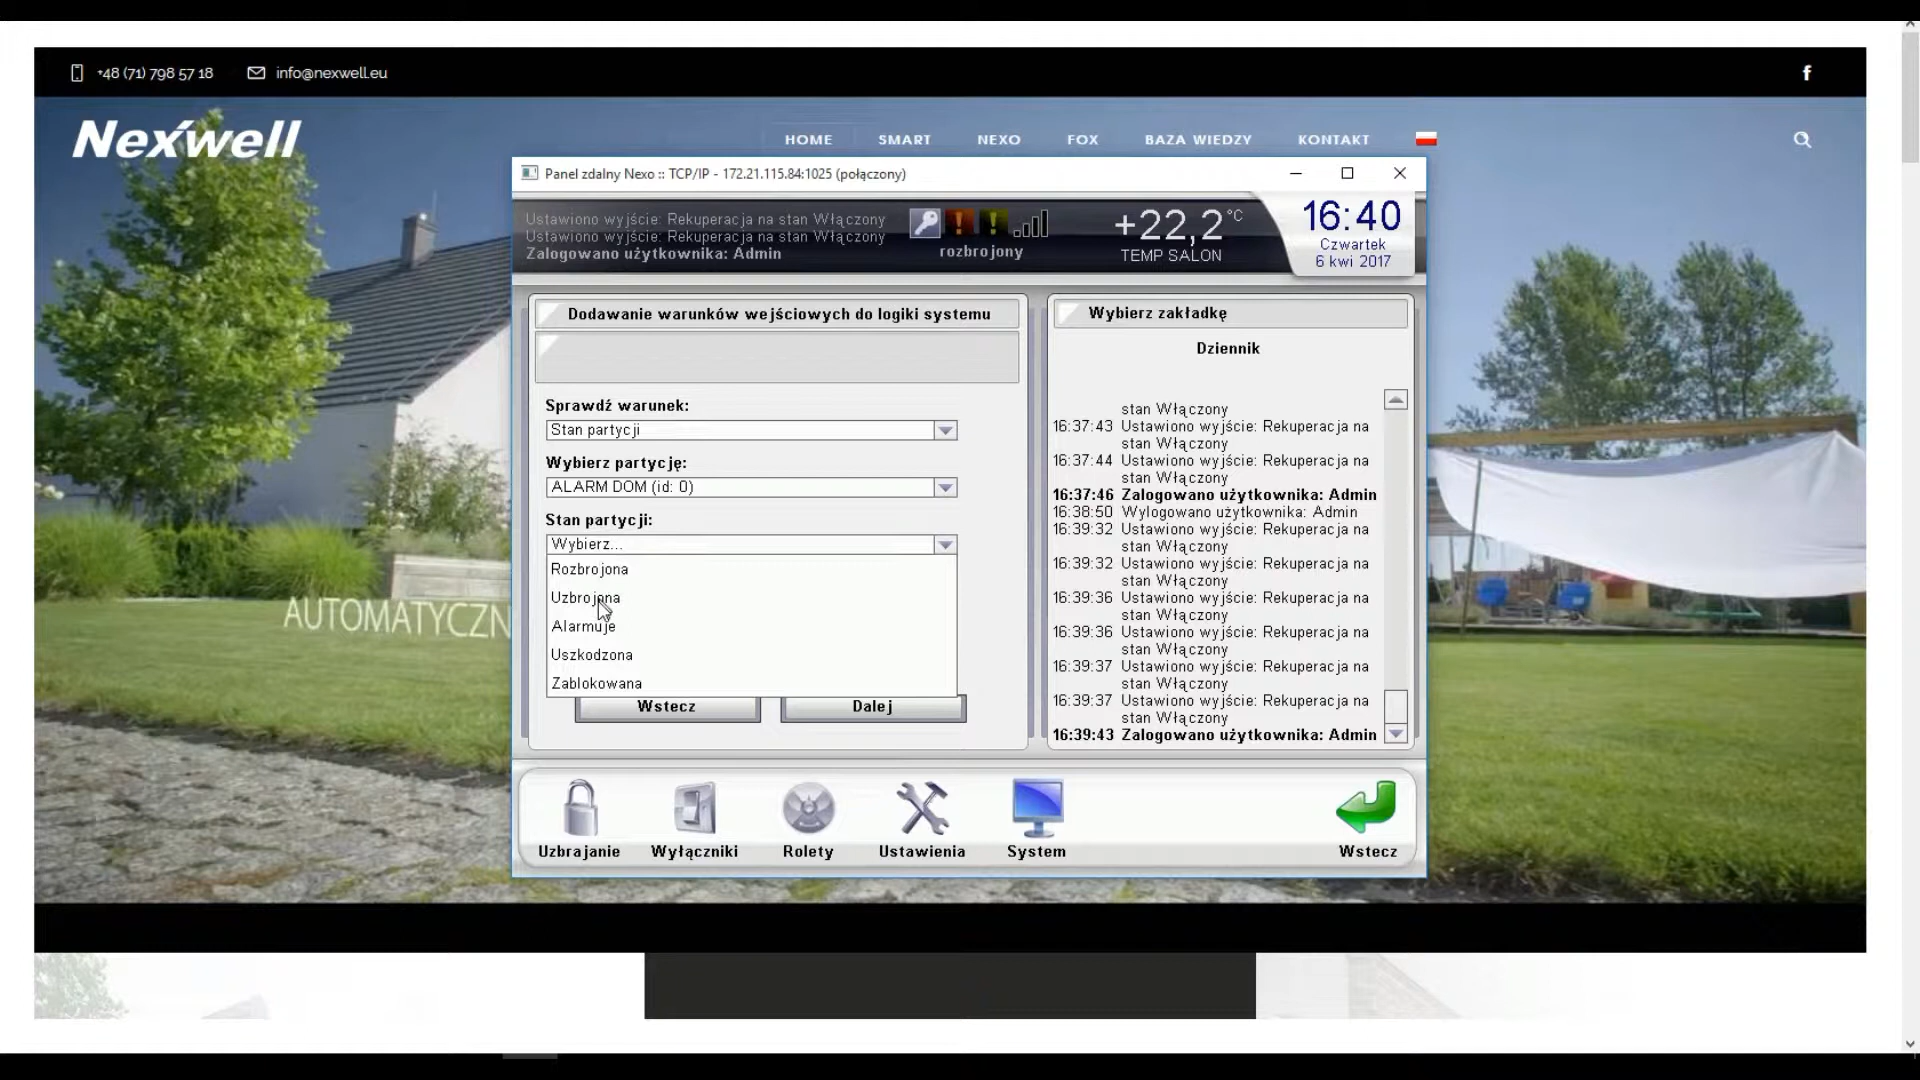 +48 (71) 798 57 18
info@nexwell.eu
f
Nexwell
HOME SMART NEXO FOX BAZA WIEDZY KONTAKT
Panel zdalny Nexo :: TCP/IP - 172.21.115.84:1025 (połączony)
Ustawiono wyjście: Rekuperacja na stan Włączony
Ustawiono wyjście: Rekuperacja na stan Włączony
Zalogowano użytkownika: Admin
rozbrojony
+22,2°C
TEMP SALON
16:40
Czwartek
6 kwi 2017
Dodawanie warunków wejściowych do logiki systemu
Sprawdź warunek:
Stan partycji
Wybierz partycję:
ALARM DOM (id: 0)
Stan partycji:
Wybierz...
Rozbrojona
Uzbrojona
Alarmuje
Uszkodzona
Zablokowana
Wstecz
Dalej
Wybierz zakładkę
Dziennik
stan Włączony
16:37:43 Ustawiono wyjście: Rekuperacja na
stan Włączony
16:37:44 Ustawiono wyjście: Rekuperacja na
stan Włączony
16:37:46 Zalogowano użytkownika: Admin
16:38:50 Wylogowano użytkownika: Admin
16:39:32 Ustawiono wyjście: Rekuperacja na
stan Włączony
16:39:32 Ustawiono wyjście: Rekuperacja na
stan Włączony
16:39:36 Ustawiono wyjście: Rekuperacja na
stan Włączony
16:39:36 Ustawiono wyjście: Rekuperacja na
stan Włączony
16:39:37 Ustawiono wyjście: Rekuperacja na
stan Włączony
16:39:37 Ustawiono wyjście: Rekuperacja na
stan Włączony
16:39:43 Zalogowano użytkownika: Admin
AUTOMATYCZN
Uzbrajanie
Wyłączniki
Rolety
Ustawienia
System
Wstecz